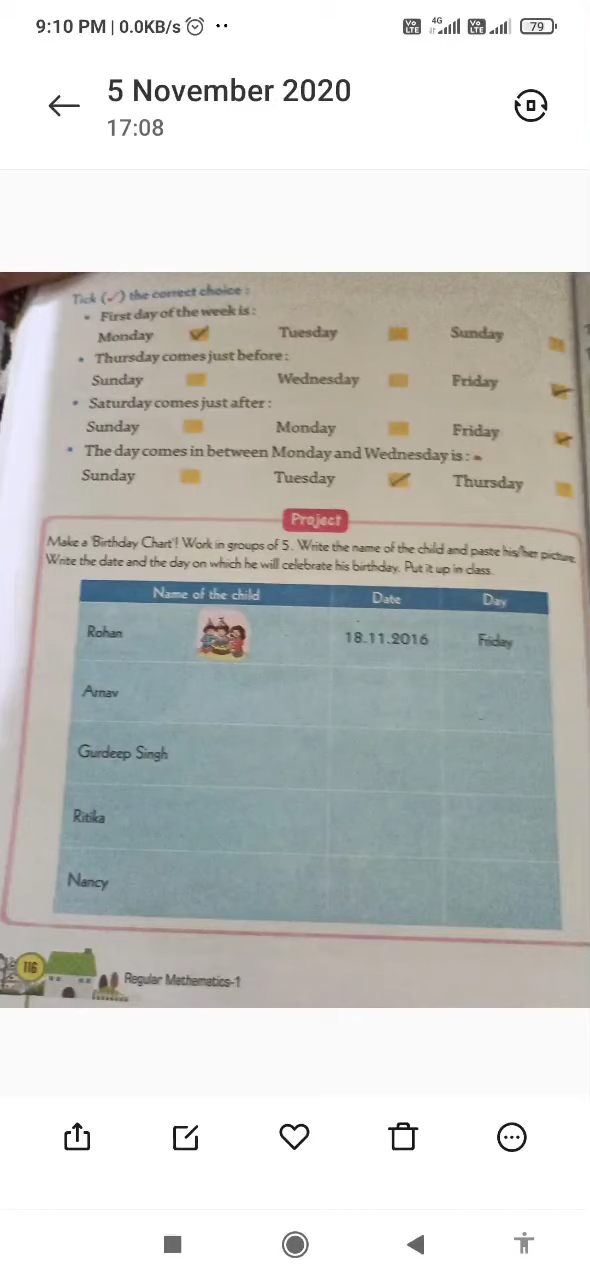 9:10 PM | 0.0KB/s
Vo LTE 4G Vo LTE 79
5 November 2020
17:08
Tick (✓) the correct choice :
• First day of the week is :
Monday ✓ Tuesday Sunday
• Thursday comes just before :
Sunday Wednesday Friday ✓
• Saturday comes just after :
Sunday Monday Friday ✓
• The day comes in between Monday and Wednesday is :
Sunday Tuesday ✓ Thursday
Project
Make a 'Birthday Chart'! Work in groups of 5. Write the name of the child and paste his/her picture.
Write the date and the day on which he will celebrate his birthday. Put it up in class.
Name of the child Date Day
Rohan 18.11.2016 Friday
Arnav
Gurdeep Singh
Ritika
Nancy
116 Regular Mathematics-1